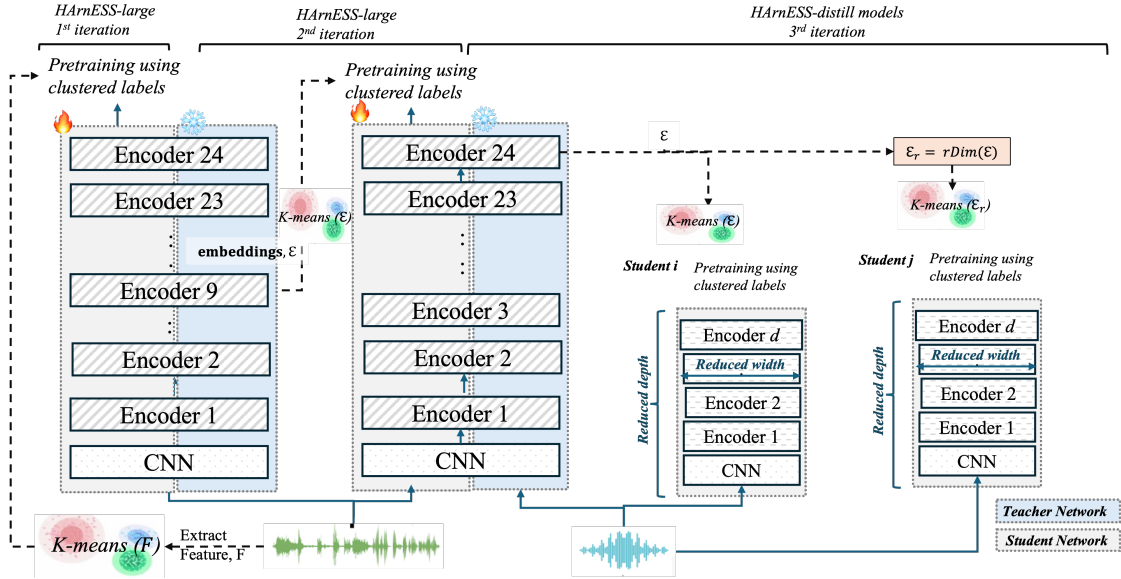 HArnESS-large
1st iteration
HArnESS-large
2nd iteration
HArnESS-distill models
3rd iteration
Pretraining using
clustered labels
Encoder 24
Encoder 23
embeddings, ℰ
Encoder 9
Encoder 2
Encoder 1
CNN
K-means (F)
Extract
Feature, F
K-means (ℰ)
Pretraining using
clustered labels
Encoder 24
Encoder 23
Encoder 3
Encoder 2
Encoder 1
CNN
ℰ
K-means (ℰ)
ℰr = rDim(ℰ)
K-means (ℰr)
Student i
Pretraining using
clustered labels
Reduced depth
Encoder d
Reduced width
Encoder 2
Encoder 1
CNN
Student j
Pretraining using
clustered labels
Reduced depth
Encoder d
Reduced width
Encoder 2
Encoder 1
CNN
Teacher Network
Student Network